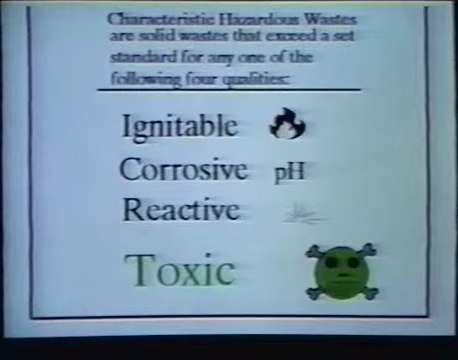 Characteristic Hazardous Wastes
are solid wastes that exceed a set
standard for any one of the
following four qualities:
Ignitable
Corrosive pH
Reactive
Toxic